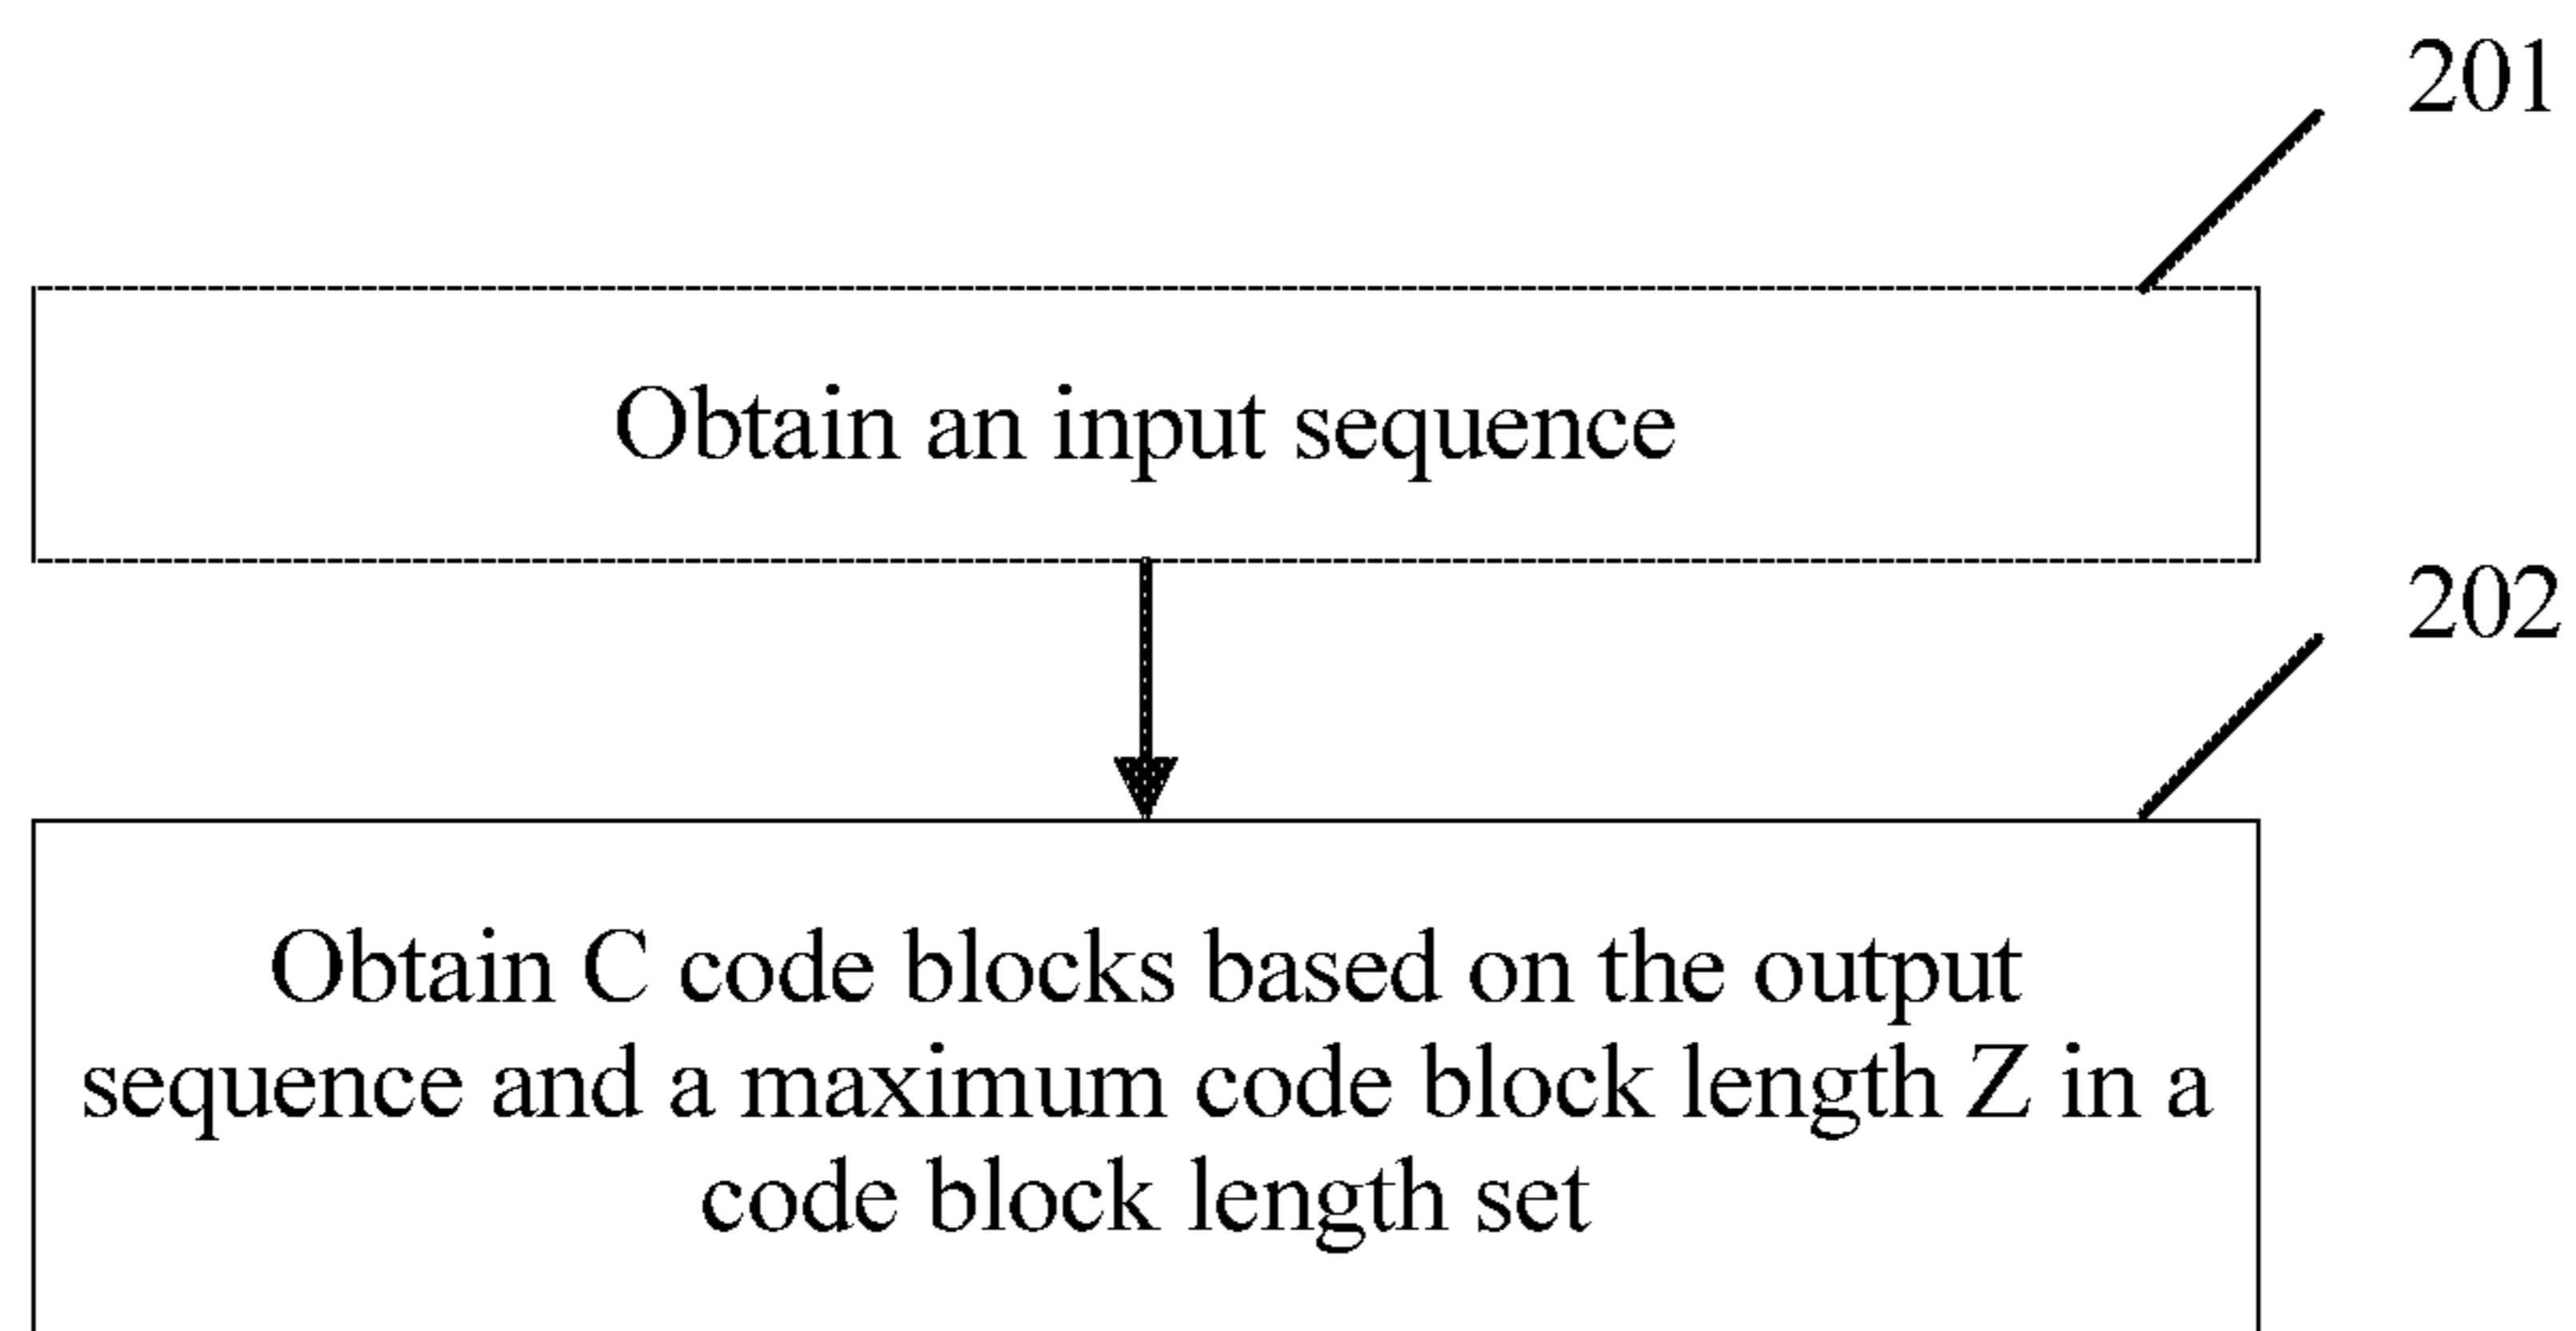 201
Obtain an input sequence
202
Obtain C code blocks based on the output
sequence and a maximum code block length Z in a
code block length set